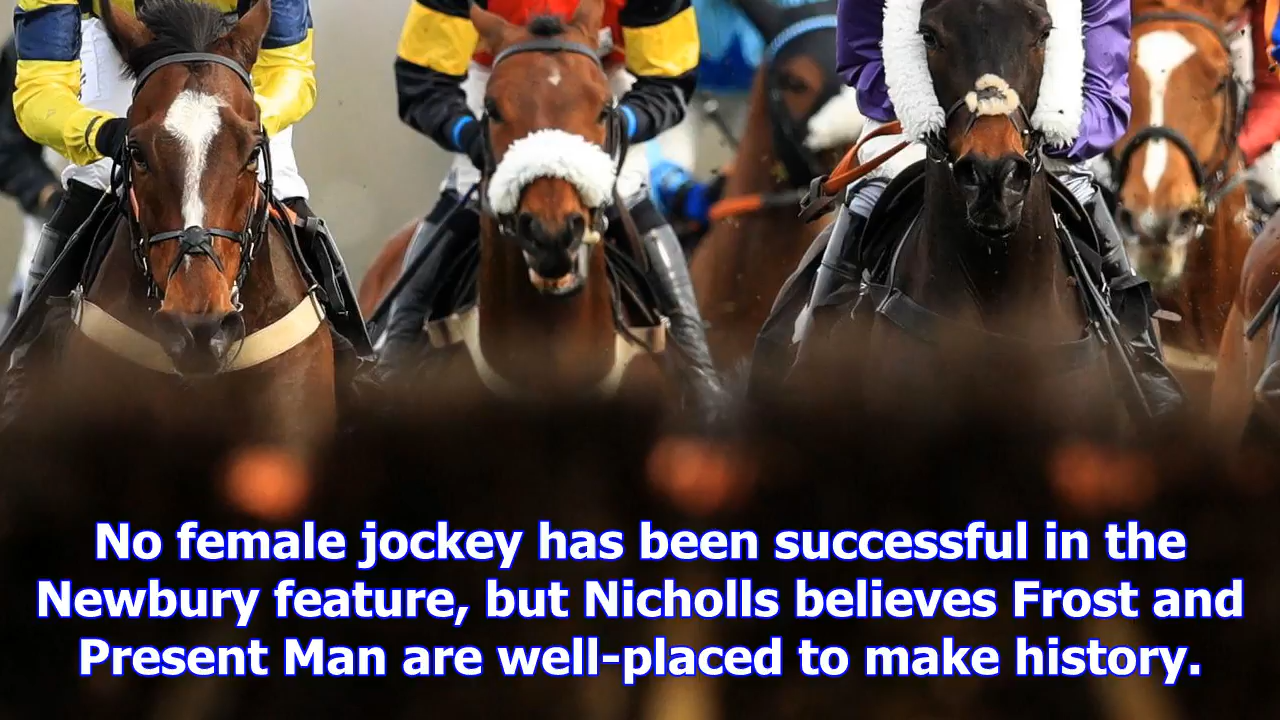 No female jockey has been successful in the
Newbury feature, but Nicholls believes Frost and
Present Man are well-placed to make history.